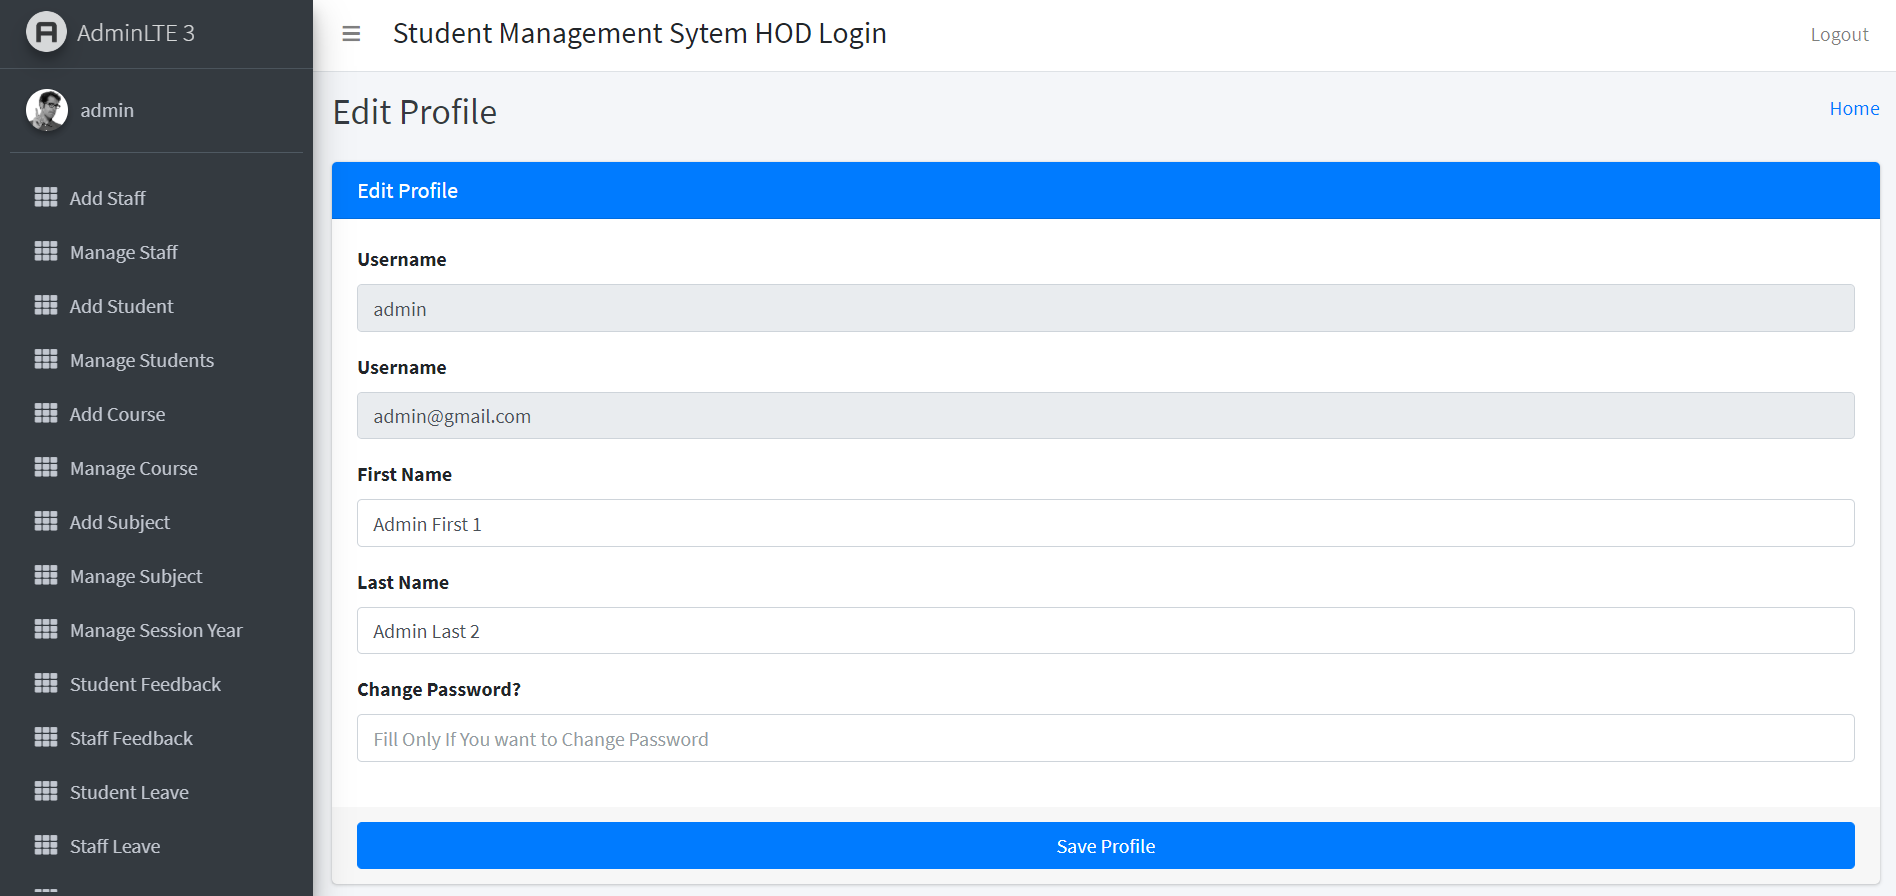 AdminLTE 3
admin
Add Staff
Manage Staff
Add Student
Manage Students
Add Course
Manage Course
Add Subject
Manage Subject
Manage Session Year
Student Feedback
Staff Feedback
Student Leave
Staff Leave
Student Management Sytem HOD Login
Logout
Edit Profile
Home
Edit Profile
Username
admin
Username
admin@gmail.com
First Name
Admin First 1
Last Name
Admin Last 2
Change Password?
Fill Only If You want to Change Password
Save Profile